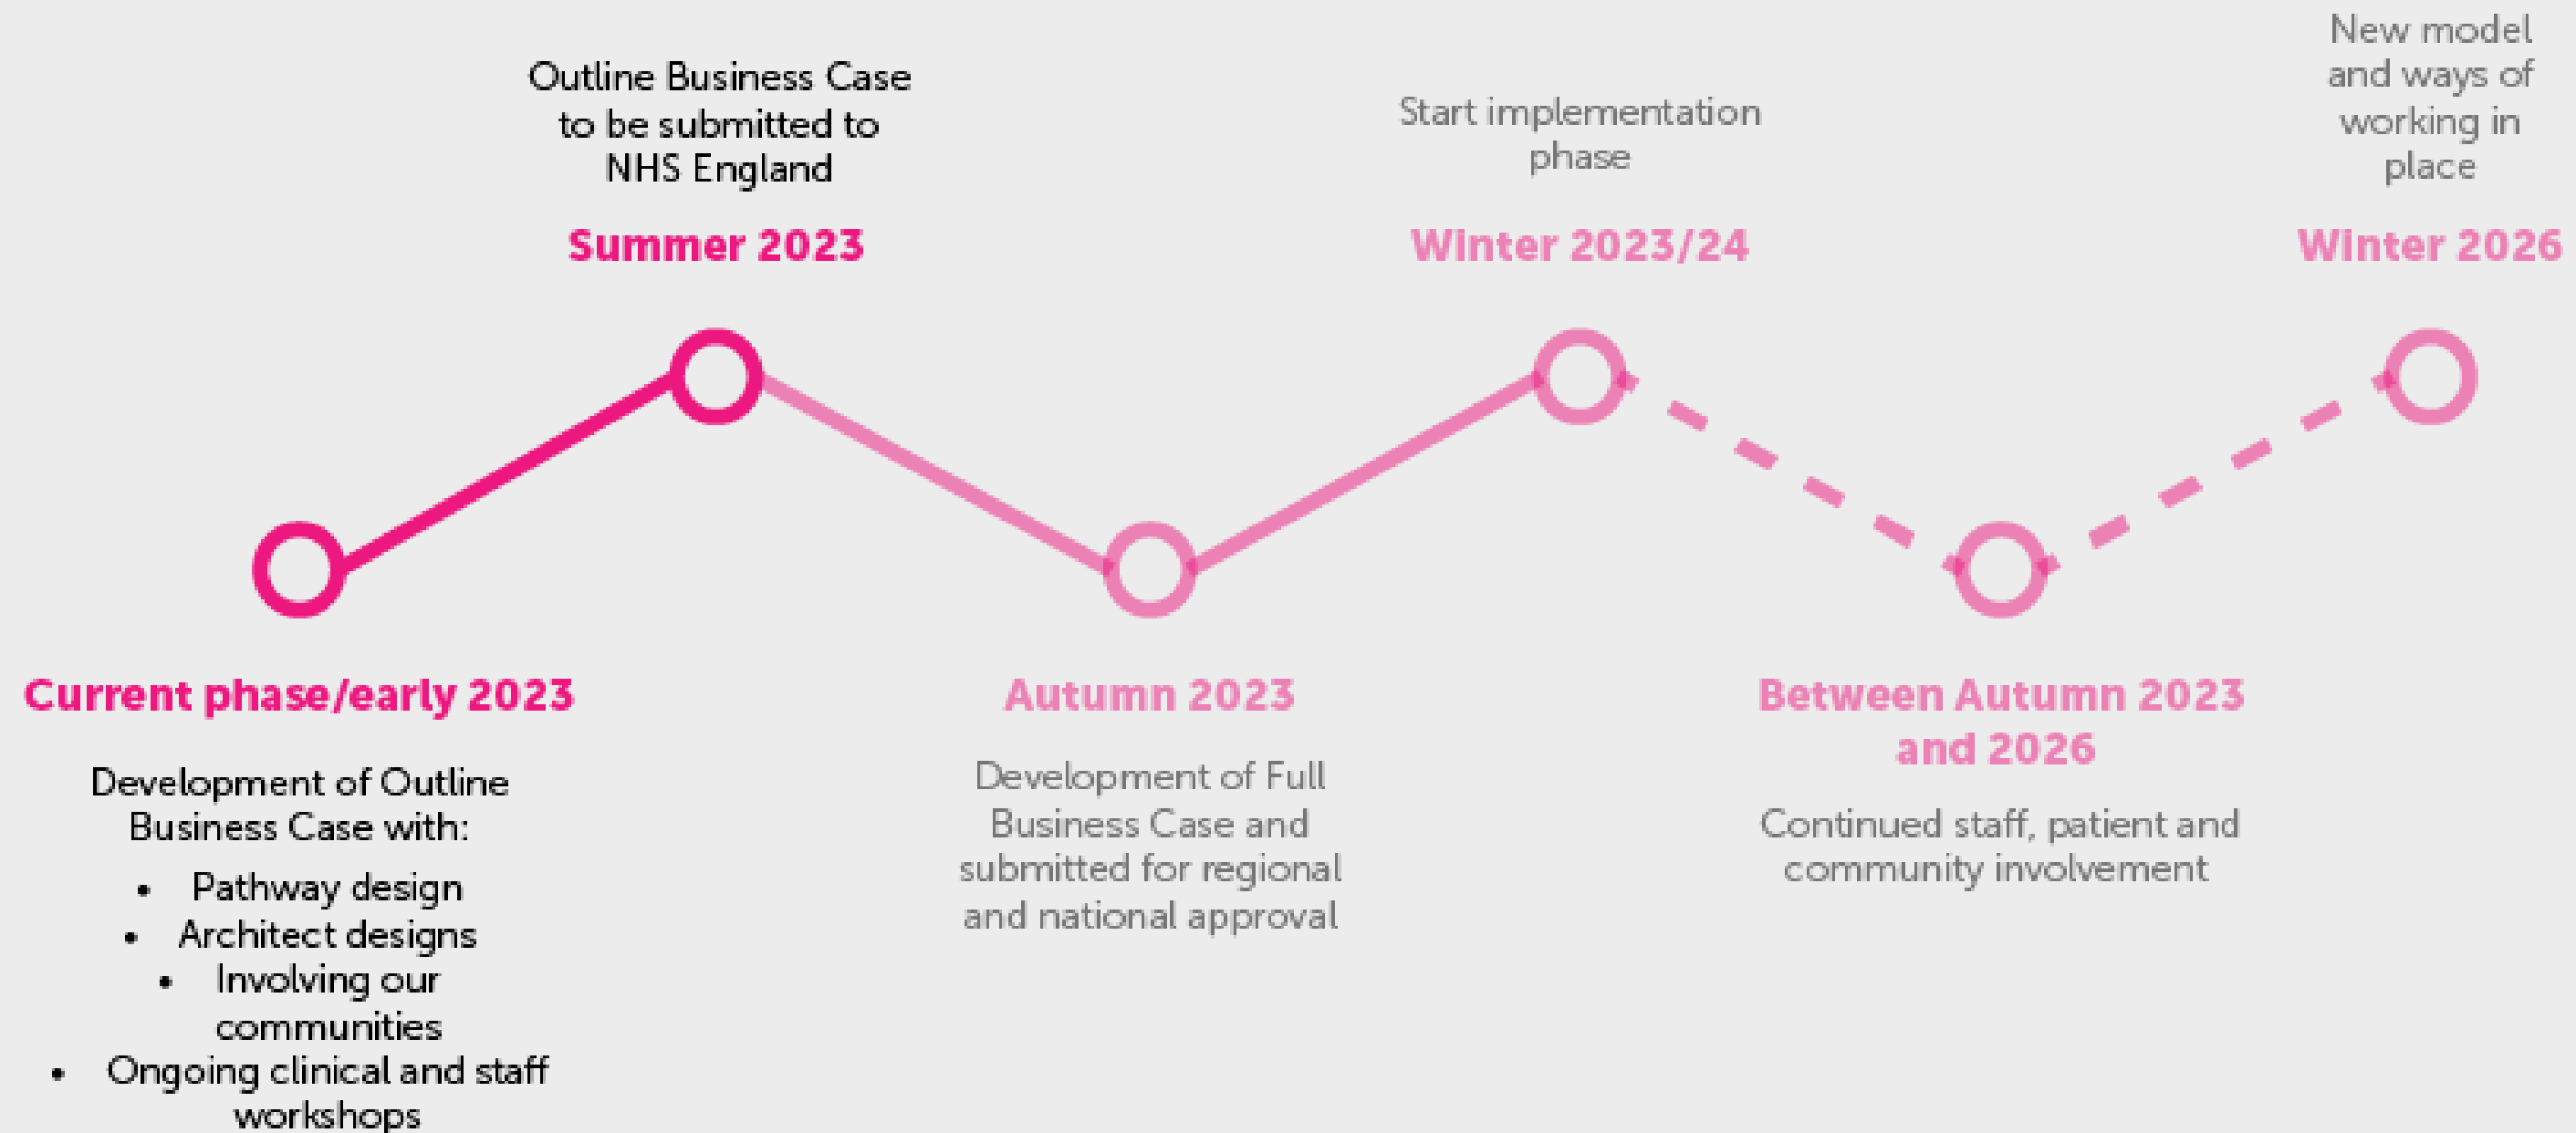 Current phase/early 2023
Development of Outline
Business Case with:
• Pathway design
• Architect designs
• Involving our
communities
• Ongoing clinical and staff
workshops
Outline Business Case
to be submitted to
NHS England
Summer 2023
Autumn 2023
Development of Full
Business Case and
submitted for regional
and national approval
Start implementation
phase
Winter 2023/24
Between Autumn 2023
and 2026
Continued staff, patient and
community involvement
New model
and ways of
working in
place
Winter 2026